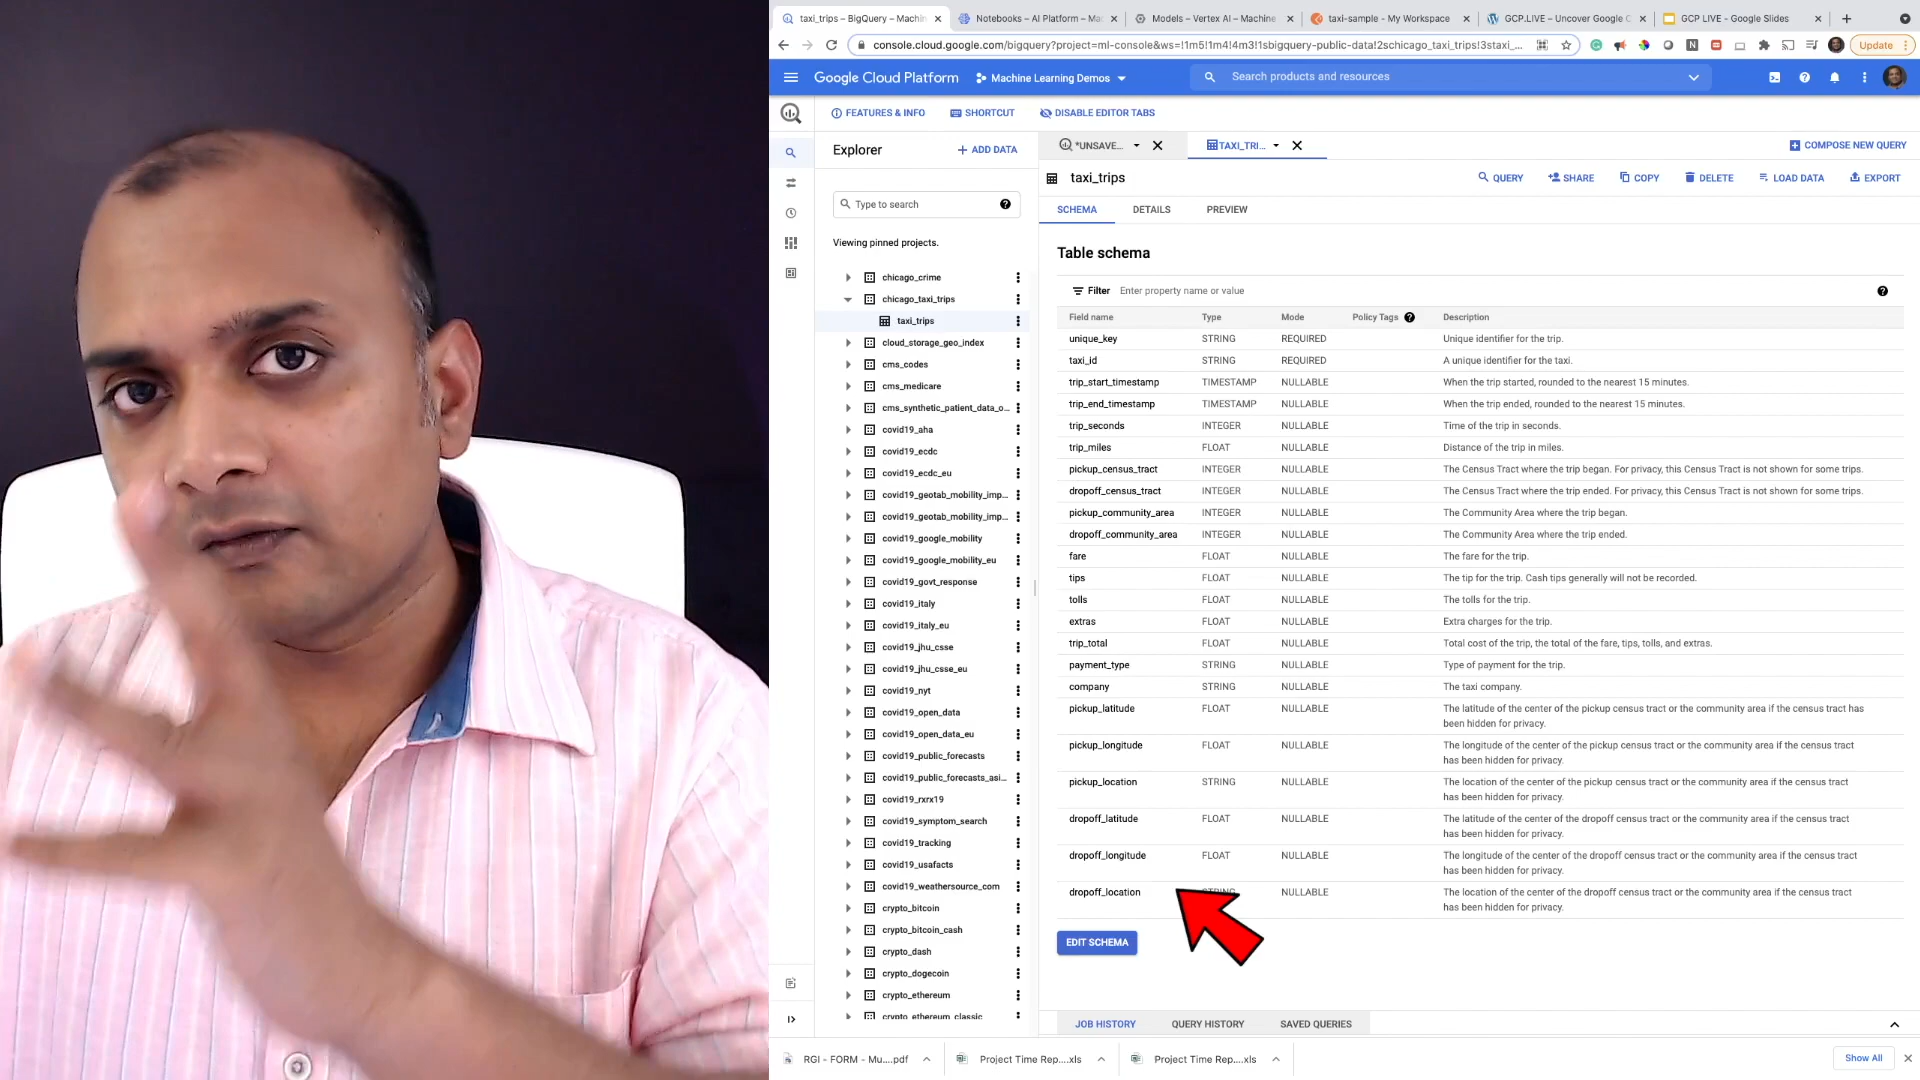 taxi_trips – BigQuery – Machin
Notebooks – AI Platform – Ma
Models – Vertex AI – Machine
taxi-sample - My Workspace
GCP.LIVE – Uncover Google C
GCP LIVE - Google Slides
console.cloud.google.com/bigquery?project=ml-console&ws=!1m5!1m4!4m3!1sbigquery-public-data!2schicago_taxi_trips!3staxi_...
Update
Google Cloud Platform
Machine Learning Demos
Search products and resources
FEATURES & INFO
SHORTCUT
DISABLE EDITOR TABS
Explorer
+ ADD DATA
*UNSAVE...
TAXI_TRI...
COMPOSE NEW QUERY
taxi_trips
QUERY
SHARE
COPY
DELETE
LOAD DATA
EXPORT
Type to search
SCHEMA
DETAILS
PREVIEW
Viewing pinned projects.
chicago_crime
chicago_taxi_trips
taxi_trips
cloud_storage_geo_index
cms_codes
cms_medicare
cms_synthetic_patient_data_o...
covid19_aha
covid19_ecdc
covid19_ecdc_eu
covid19_geotab_mobility_imp...
covid19_geotab_mobility_imp...
covid19_google_mobility
covid19_google_mobility_eu
covid19_govt_response
covid19_italy
covid19_italy_eu
covid19_jhu_csse
covid19_jhu_csse_eu
covid19_nyt
covid19_open_data
covid19_open_data_eu
covid19_public_forecasts
covid19_public_forecasts_asi...
covid19_rxrx19
covid19_symptom_search
covid19_tracking
covid19_usafacts
covid19_weathersource_com
crypto_bitcoin
crypto_bitcoin_cash
crypto_dash
crypto_dogecoin
crypto_ethereum
crypto_ethereum_classic
Table schema
Filter Enter property name or value
Field name Type Mode Policy Tags Description
unique_key STRING REQUIRED Unique identifier for the trip.
taxi_id STRING REQUIRED A unique identifier for the taxi.
trip_start_timestamp TIMESTAMP NULLABLE When the trip started, rounded to the nearest 15 minutes.
trip_end_timestamp TIMESTAMP NULLABLE When the trip ended, rounded to the nearest 15 minutes.
trip_seconds INTEGER NULLABLE Time of the trip in seconds.
trip_miles FLOAT NULLABLE Distance of the trip in miles.
pickup_census_tract INTEGER NULLABLE The Census Tract where the trip began. For privacy, this Census Tract is not shown for some trips.
dropoff_census_tract INTEGER NULLABLE The Census Tract where the trip ended. For privacy, this Census Tract is not shown for some trips.
pickup_community_area INTEGER NULLABLE The Community Area where the trip began.
dropoff_community_area INTEGER NULLABLE The Community Area where the trip ended.
fare FLOAT NULLABLE The fare for the trip.
tips FLOAT NULLABLE The tip for the trip. Cash tips generally will not be recorded.
tolls FLOAT NULLABLE The tolls for the trip.
extras FLOAT NULLABLE Extra charges for the trip.
trip_total FLOAT NULLABLE Total cost of the trip, the total of the fare, tips, tolls, and extras.
payment_type STRING NULLABLE Type of payment for the trip.
company STRING NULLABLE The taxi company.
pickup_latitude FLOAT NULLABLE The latitude of the center of the pickup census tract or the community area if the census tract has
been hidden for privacy.
pickup_longitude FLOAT NULLABLE The longitude of the center of the pickup census tract or the community area if the census tract
has been hidden for privacy.
pickup_location STRING NULLABLE The location of the center of the pickup census tract or the community area if the census tract
has been hidden for privacy.
dropoff_latitude FLOAT NULLABLE The latitude of the center of the dropoff census tract or the community area if the census tract
has been hidden for privacy.
dropoff_longitude FLOAT NULLABLE The longitude of the center of the dropoff census tract or the community area if the census tract
has been hidden for privacy.
dropoff_location STRING NULLABLE The location of the center of the dropoff census tract or the community area if the census tract
has been hidden for privacy.
EDIT SCHEMA
JOB HISTORY
QUERY HISTORY
SAVED QUERIES
RGI - FORM - Mu....pdf
Project Time Rep....xls
Project Time Rep....xls
Show All